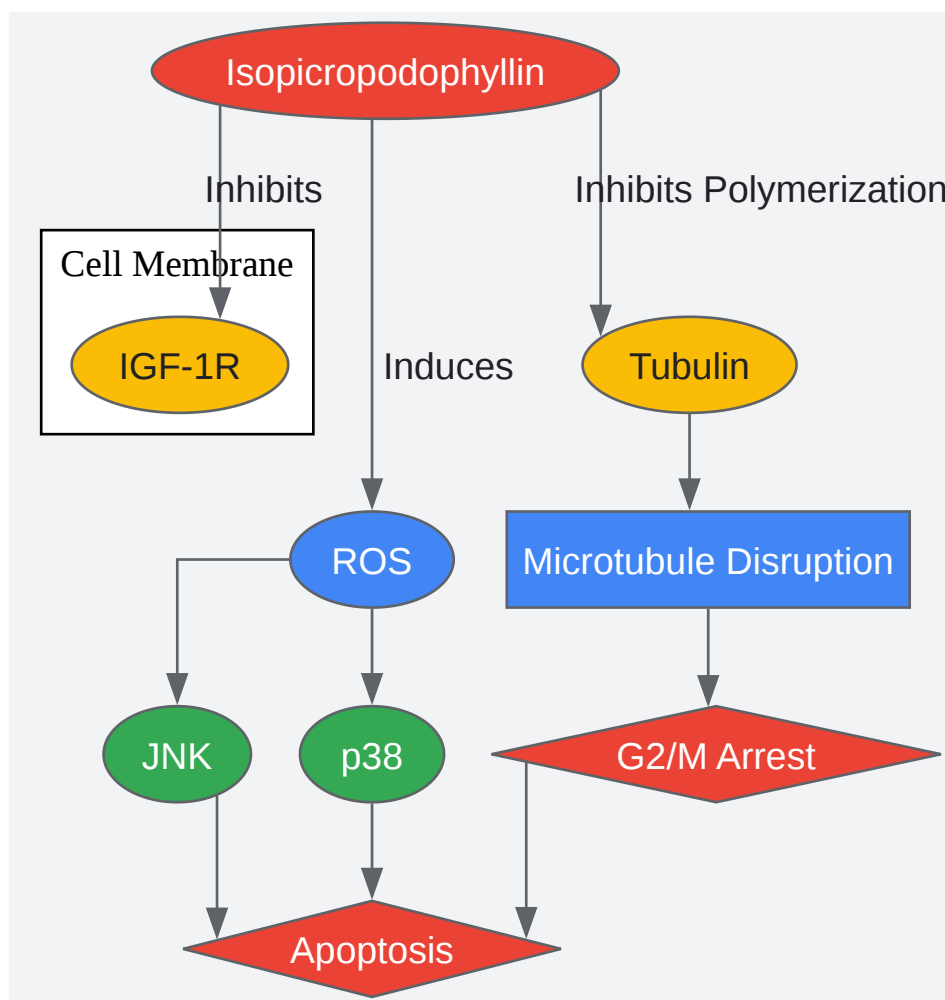 Isopicropodophyllin
Inhibits
Inhibits Polymerization
Cell Membrane
IGF-1R
Induces
Tubulin
ROS
Microtubule Disruption
JNK
p38
G2/M Arrest
Apoptosis